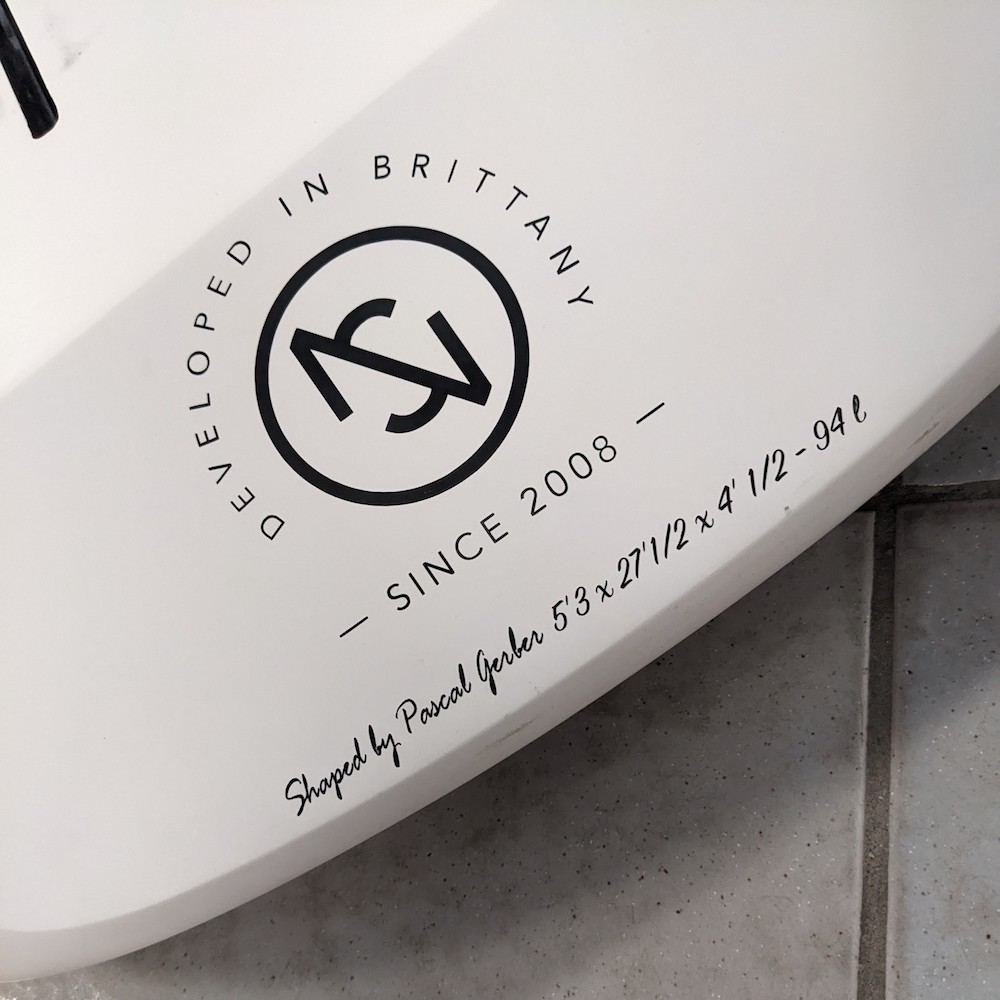 DEVELOPED IN BRITTANY
— SINCE 2008 —
Shaped by Pascal Gerber 5'3 x 27'1/2 x 4' 1/2 - 94 l